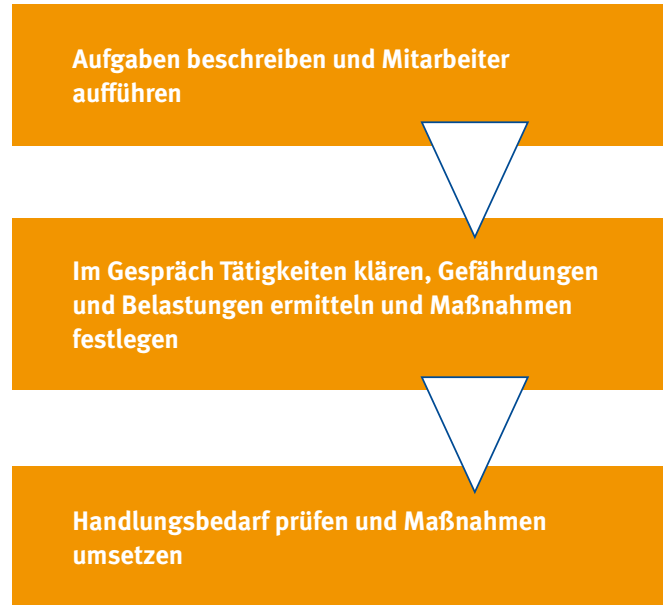 Aufgaben beschreiben und Mitarbeiter
aufführen
Im Gespräch Tätigkeiten klären, Gefährdungen
und Belastungen ermitteln und Maßnahmen
festlegen
Handlungsbedarf prüfen und Maßnahmen
umsetzen